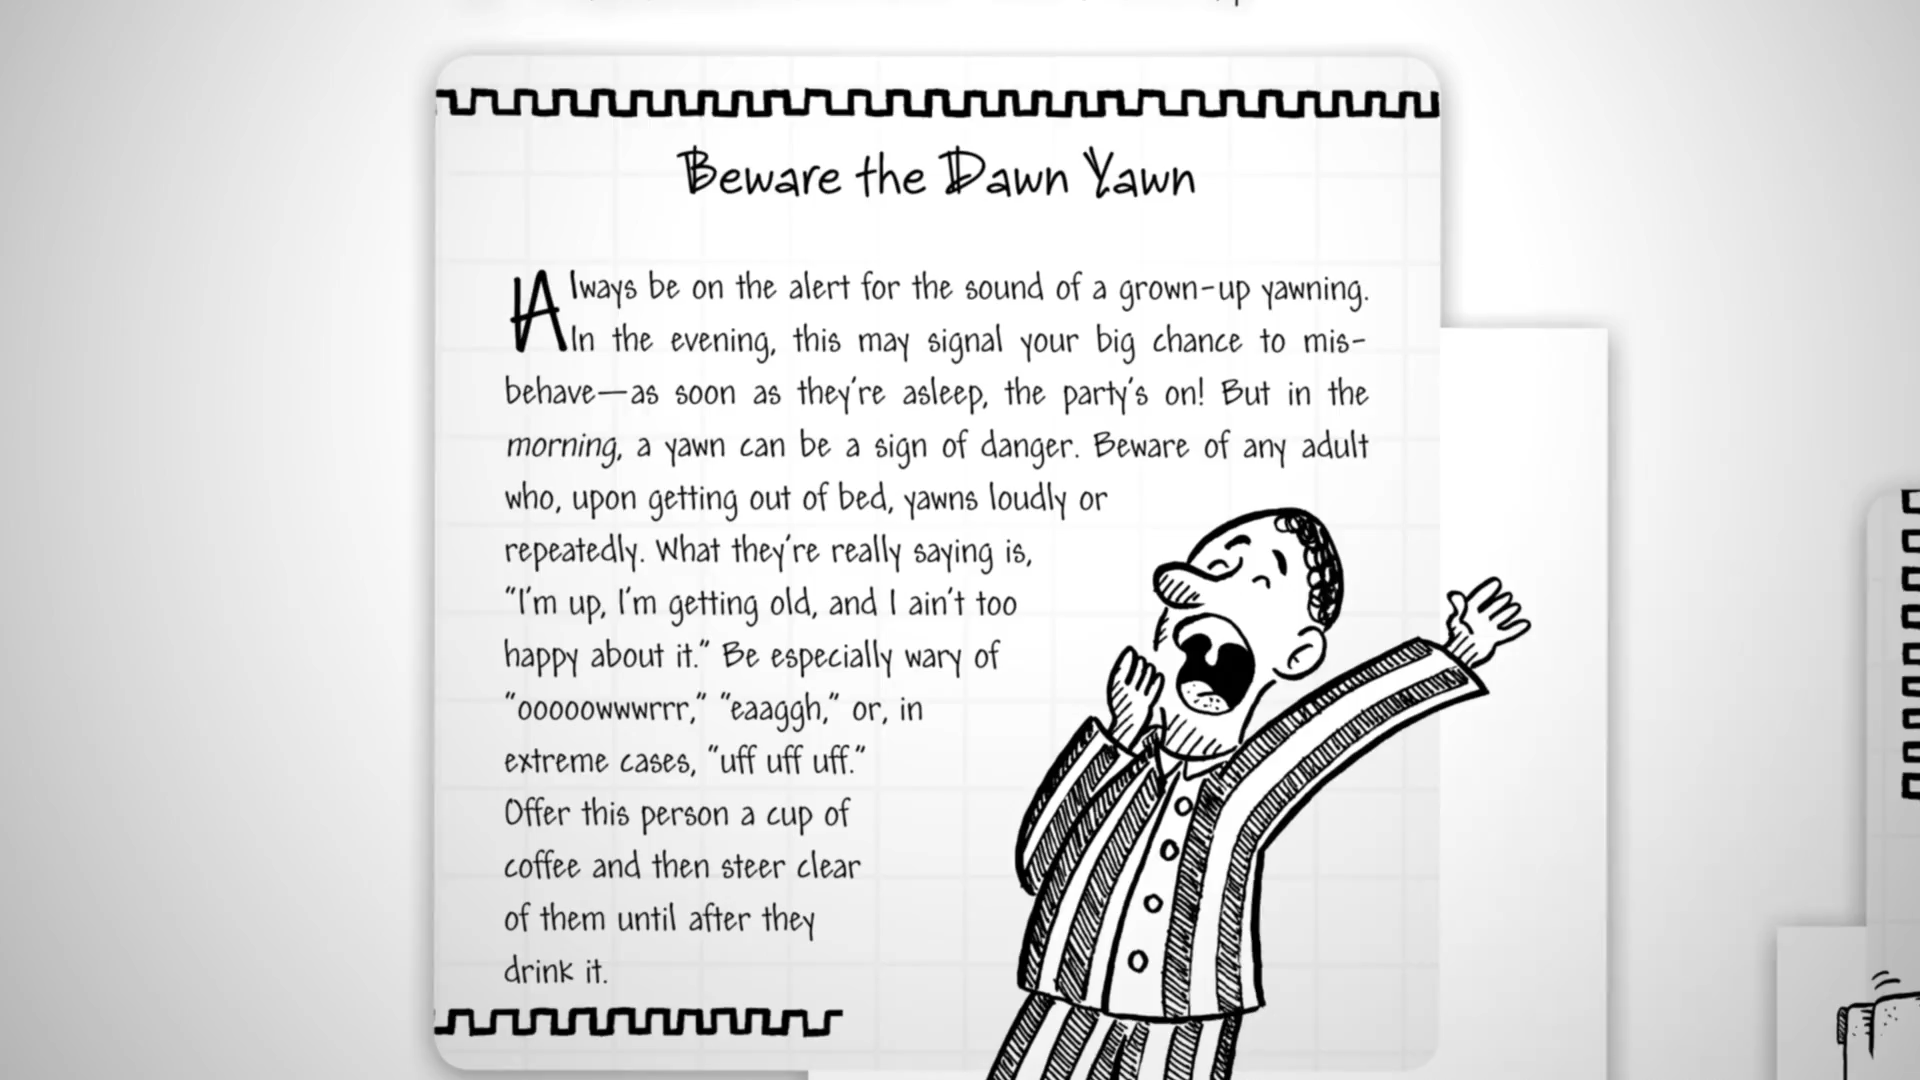 Beware the Dawn Yawn
Always be on the alert for the sound of a grown-up yawning.
In the evening, this may signal your big chance to mis-
behave—as soon as they're asleep, the party's on! But in the
morning, a yawn can be a sign of danger. Beware of any adult
who, upon getting out of bed, yawns loudly or
repeatedly. What they're really saying is,
"I'm up, I'm getting old, and I ain't too
happy about it." Be especially wary of
"ooooowwwrrr," "eaaggh," or, in
extreme cases, "uff uff uff."
Offer this person a cup of
coffee and then steer clear
of them until after they
drink it.